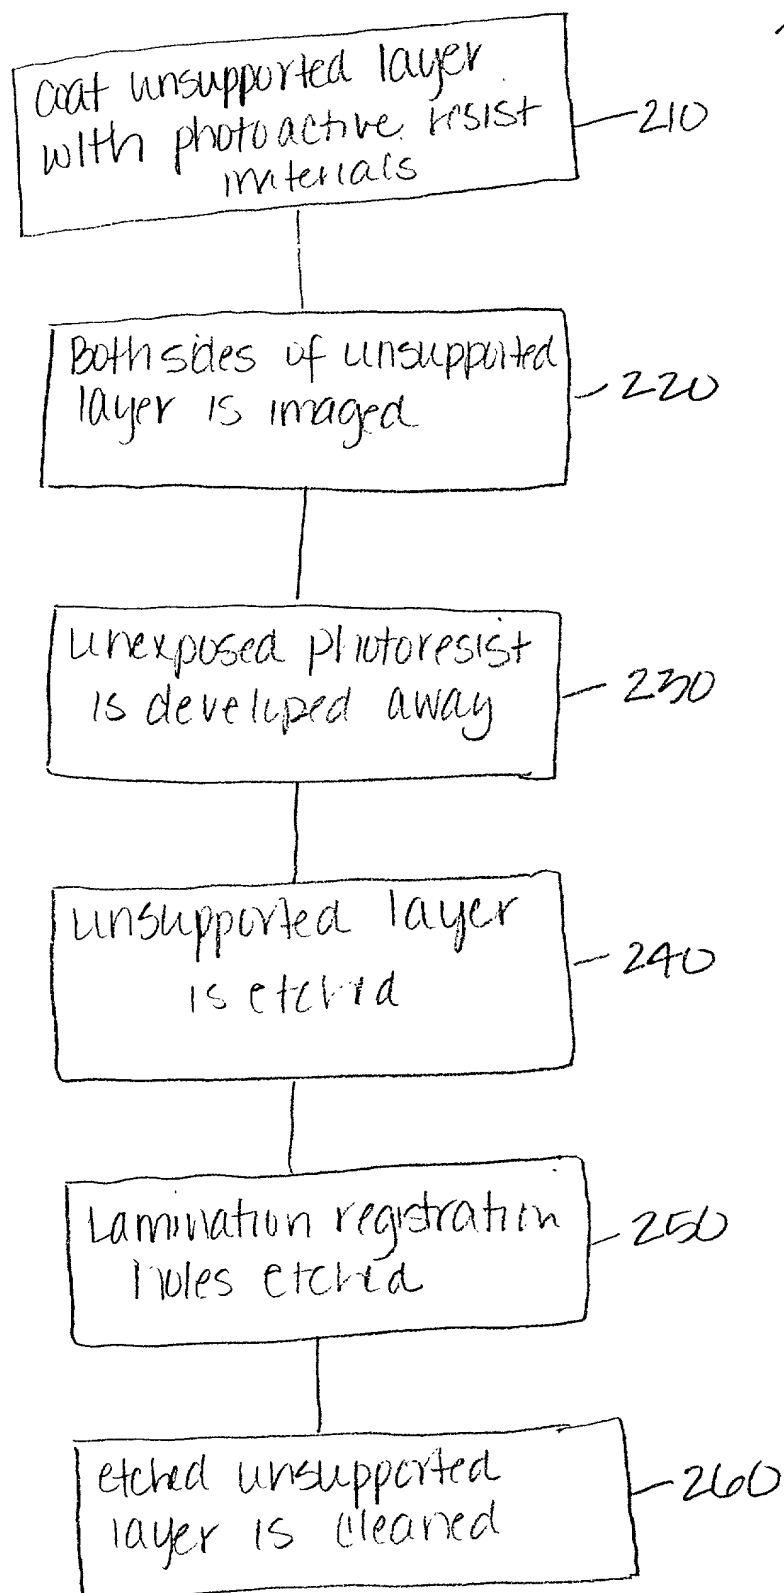 coat unsupported layer
with photoactive resist
materials
210
Both sides of unsupported
layer is imaged
220
unexposed photoresist
is developed away
230
unsupported layer
is etched
240
Lamination registration
holes etched
250
etched unsupported
layer is cleaned
260